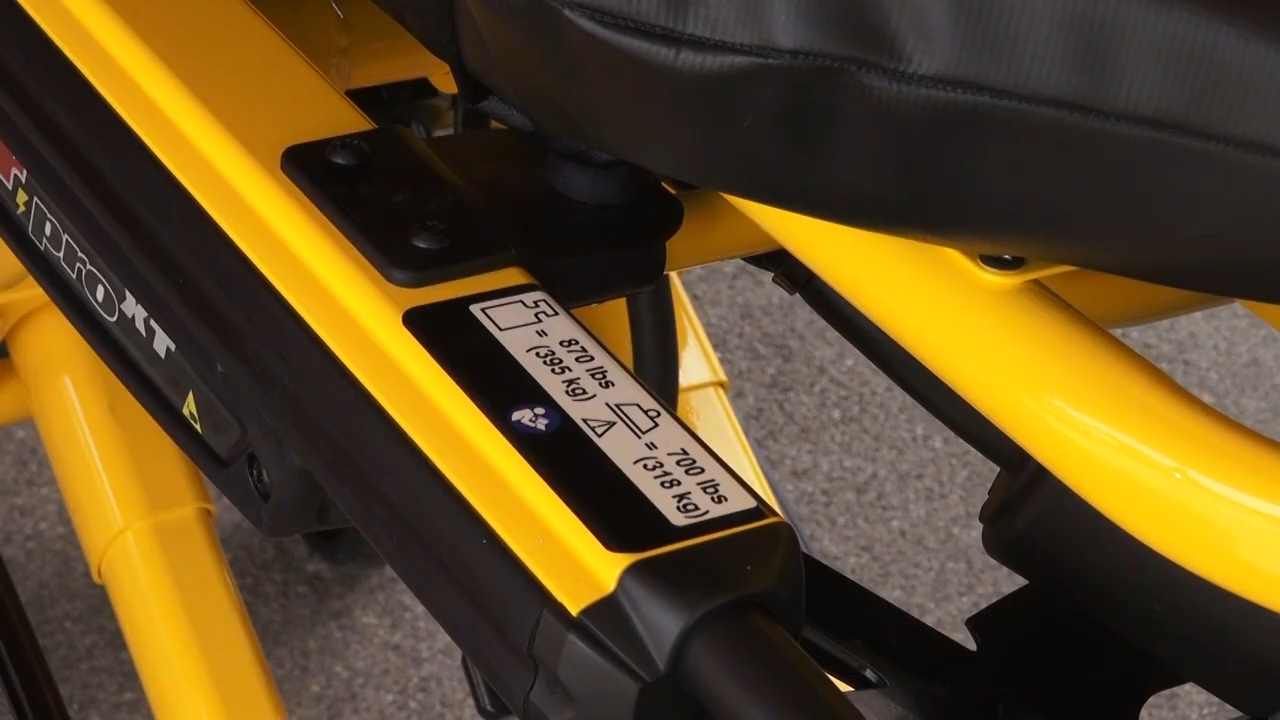 pro XT
= 870 lbs
(395 kg)
= 700 lbs
(318 kg)